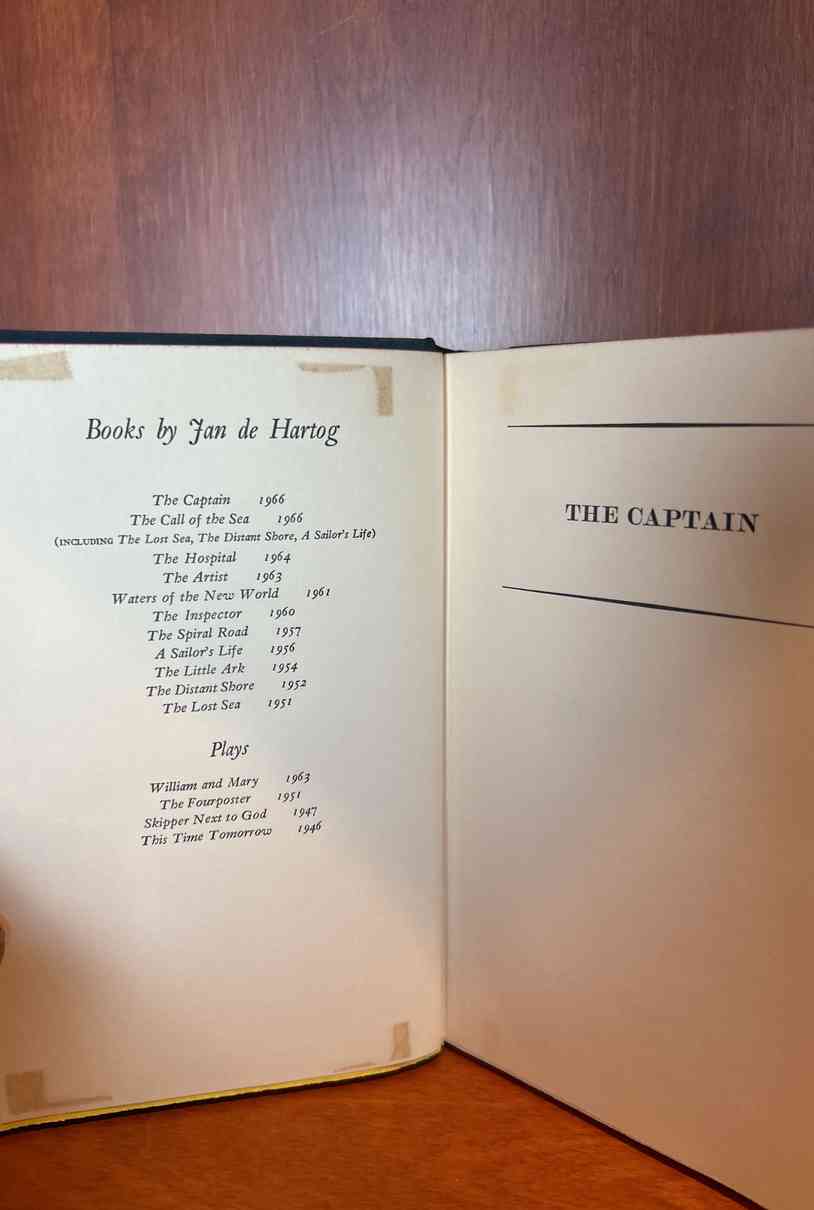 Books by Jan de Hartog
The Captain 1966
The Call of the Sea 1966
(INCLUDING The Lost Sea, The Distant Shore, A Sailor's Life)
The Hospital 1964
The Artist 1963
Waters of the New World 1961
The Inspector 1960
The Spiral Road 1957
A Sailor's Life 1956
The Little Ark 1954
The Distant Shore 1952
The Lost Sea 1951
Plays
William and Mary 1963
The Fourposter 1951
Skipper Next to God 1947
This Time Tomorrow 1946
THE CAPTAIN